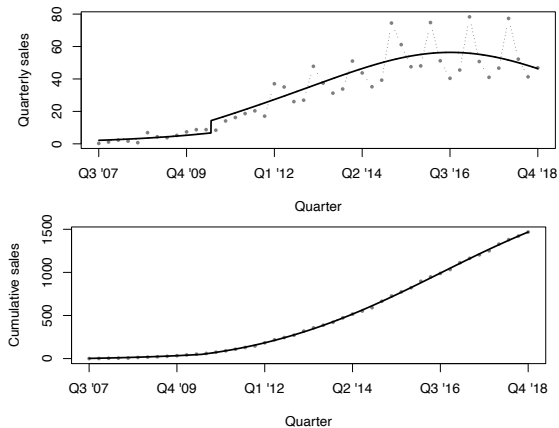 Quarterly sales
80
60
40
20
0
Q3 '07 Q4 '09 Q1 '12 Q2 '14 Q3 '16 Q4 '18
Quarter
Cumulative sales
1500
1000
500
0
Q3 '07 Q4 '09 Q1 '12 Q2 '14 Q3 '16 Q4 '18
Quarter